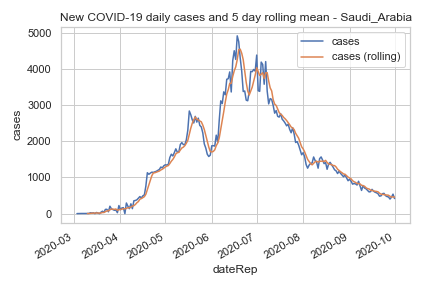 New COVID-19 daily cases and 5 day rolling mean - Saudi_Arabia
cases
cases (rolling)
5000
4000
3000
2000
1000
0
cases
2020-03
2020-04
2020-05
2020-06
2020-07
2020-08
2020-09
2020-10
dateRep